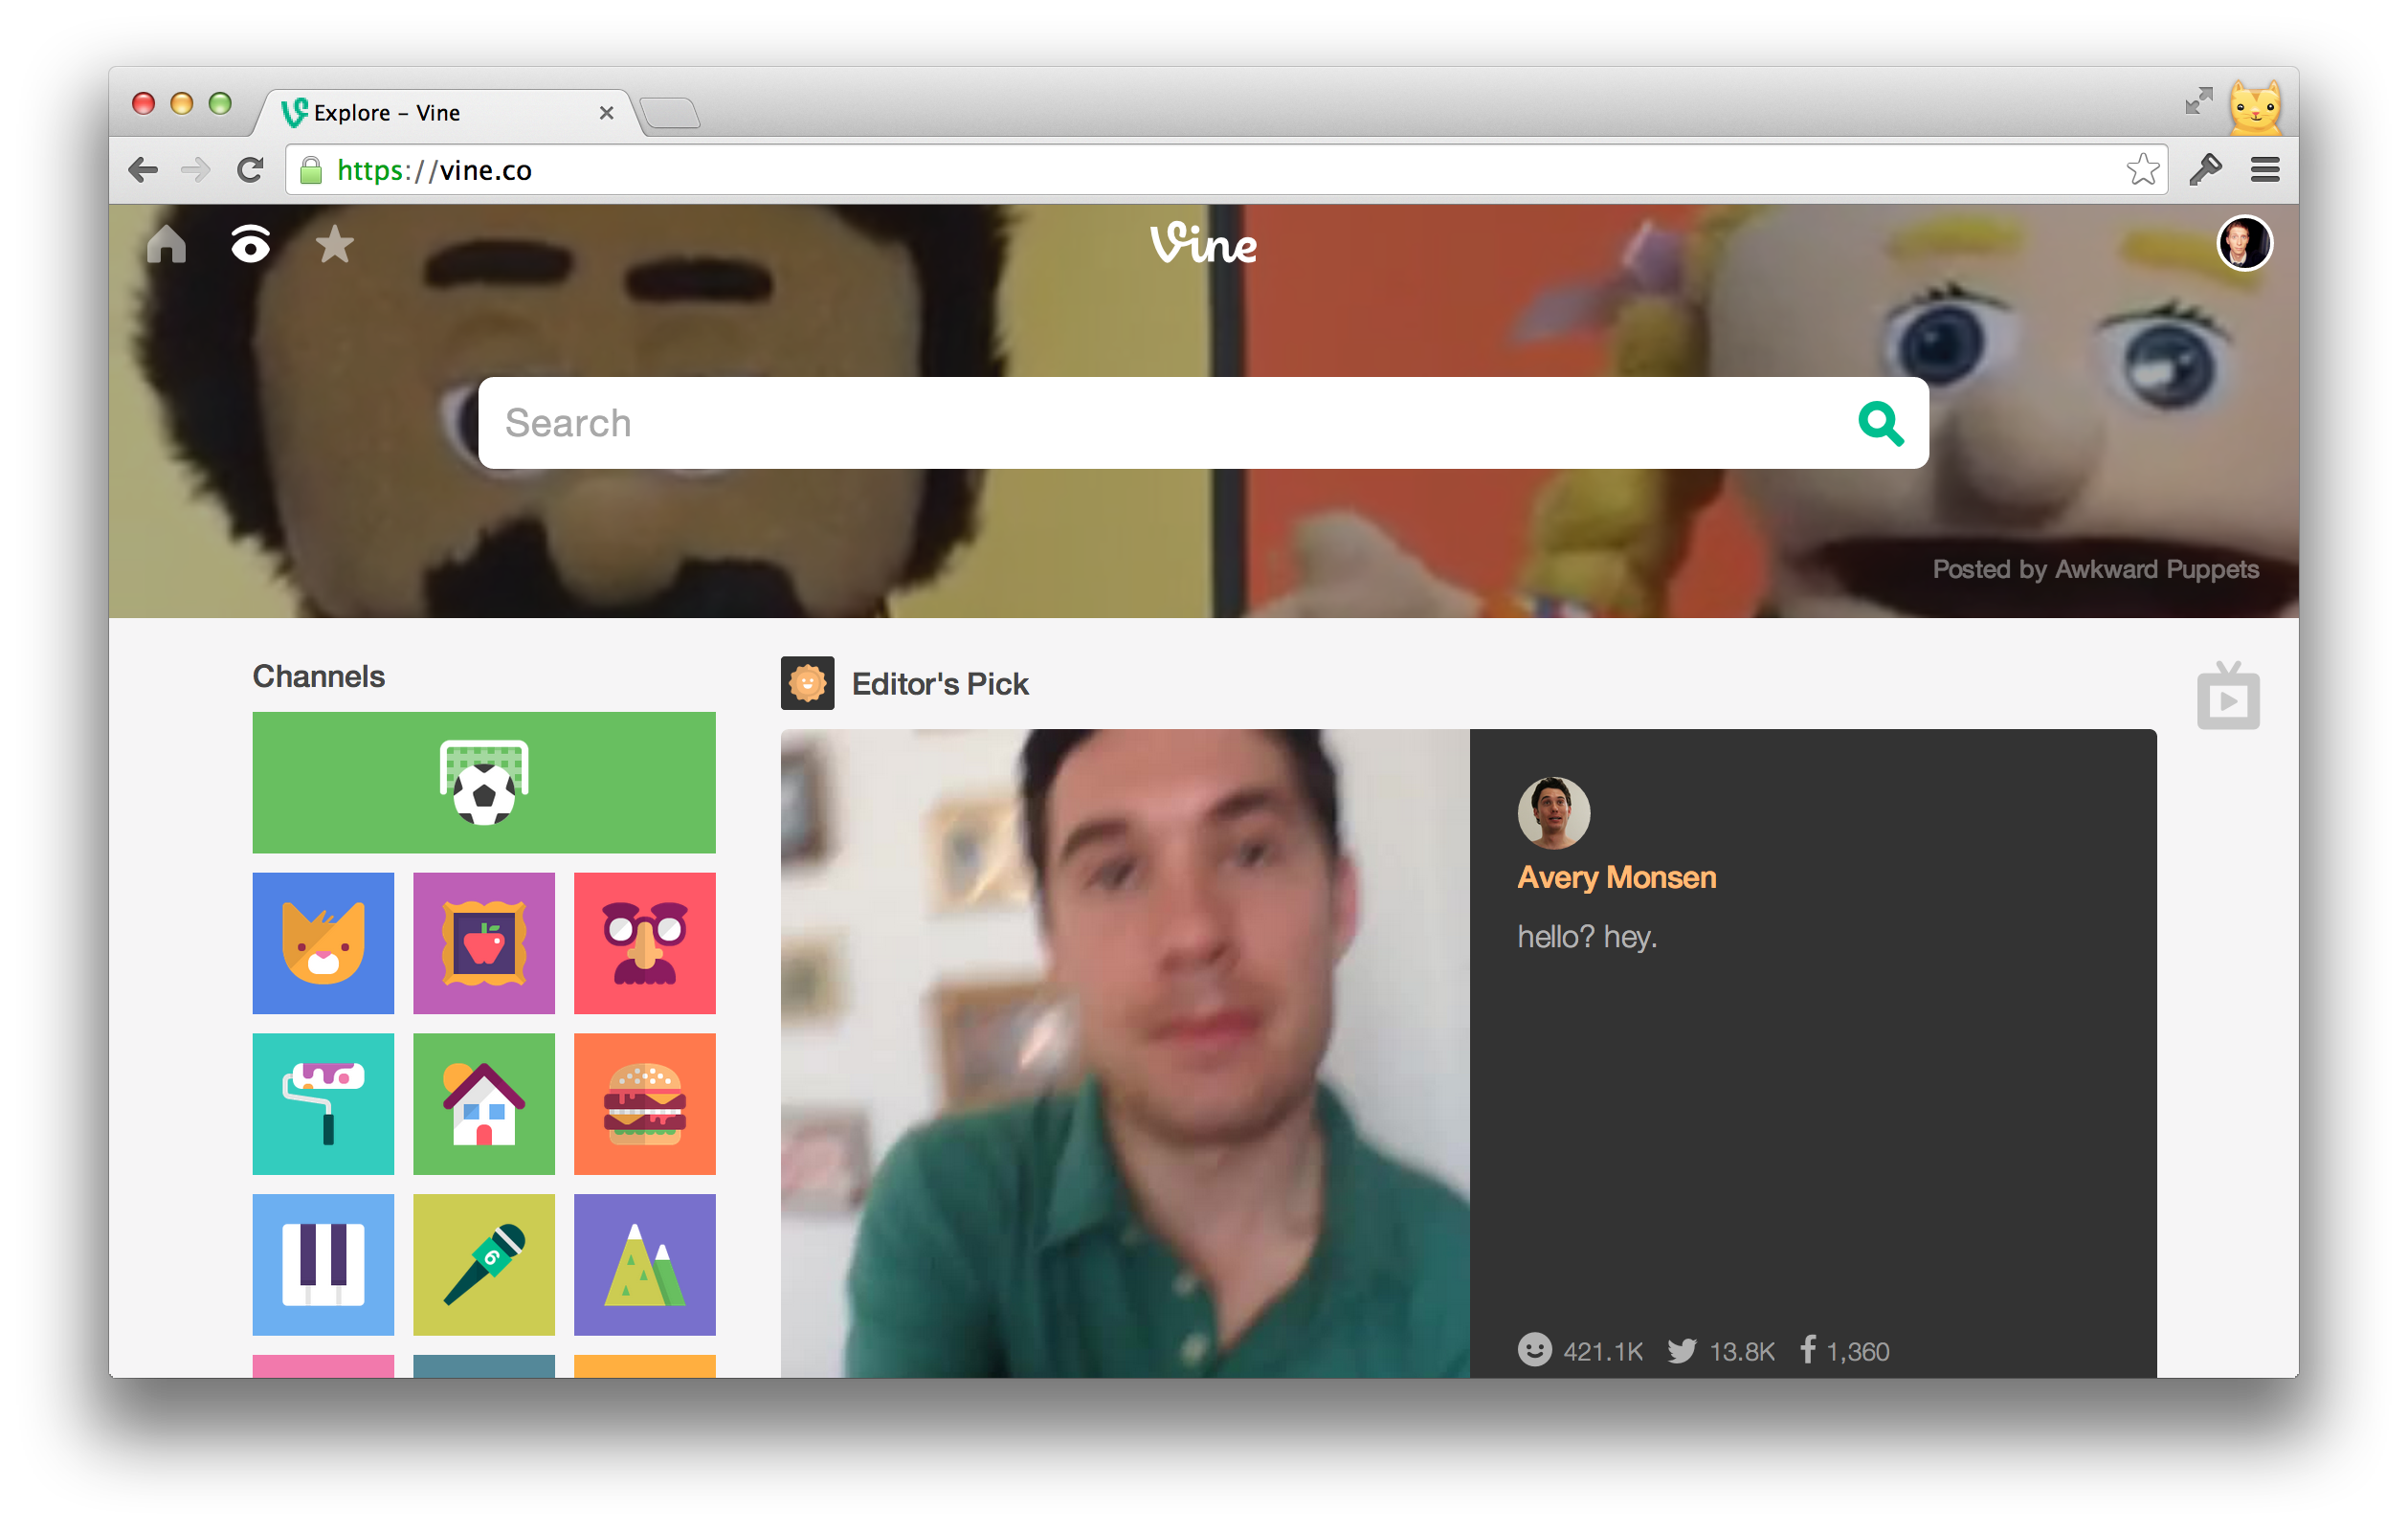 Explore – Vine
https://vine.co
Vine
Search
Posted by Awkward Puppets
Channels
Editor's Pick
Avery Monsen
hello? hey.
421.1K 13.8K 1,360
6